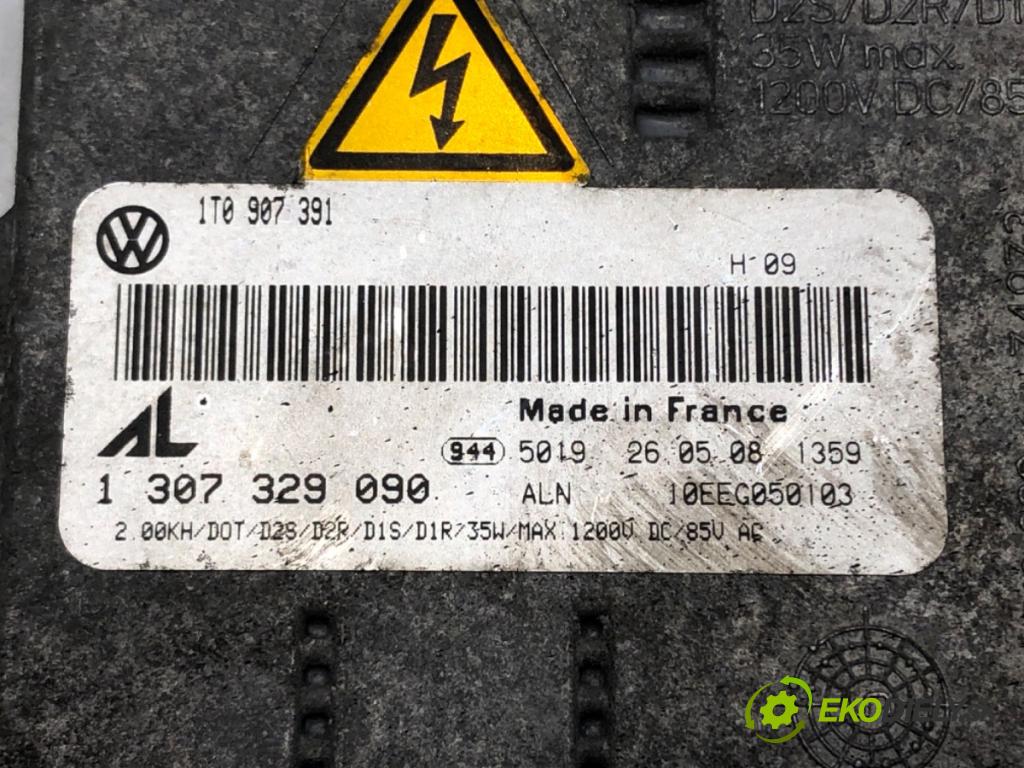 D2S/D2R/D1
35W max.
1200V DC/85
1T0 907 391
H 09
AL
Made in France
944 5019 26 05 08 1359
1 307 329 090 ALN 10EEG050103
2.00KH/DOT/D2S/D2R/D1S/D1R/35W/MAX.1200V DC/85V AC
EKO